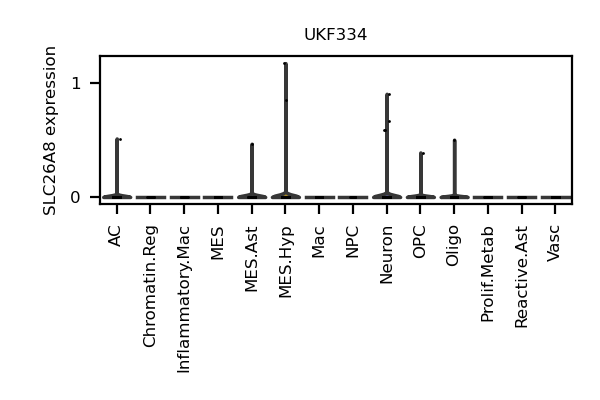 UKF334
SLC26A8 expression
1
0
AC
Chromatin.Reg
Inflammatory.Mac
MES
MES.Ast
MES.Hyp
Mac
NPC
Neuron
OPC
Oligo
Prolif.Metab
Reactive.Ast
Vasc